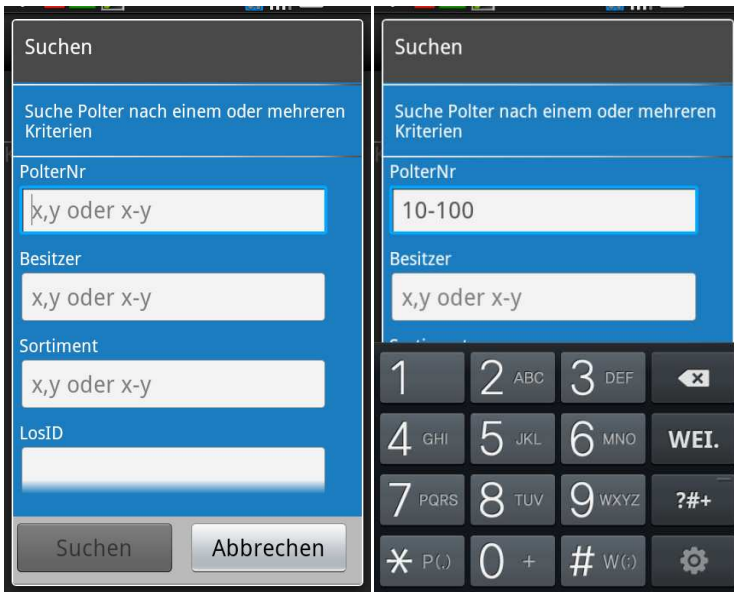 Suchen
Suche Polter nach einem oder mehreren
Kriterien
PolterNr
x,y oder x-y
Besitzer
x,y oder x-y
Sortiment
x,y oder x-y
LosID
Suchen Abbrechen
Suchen
Suche Polter nach einem oder mehreren
Kriterien
PolterNr
10-100
Besitzer
x,y oder x-y
1 2 ABC 3 DEF
4 GHI 5 JKL 6 MNO WEI.
7 PQRS 8 TUV 9 WXYZ ?#+
* P(,) 0 + # W(;)